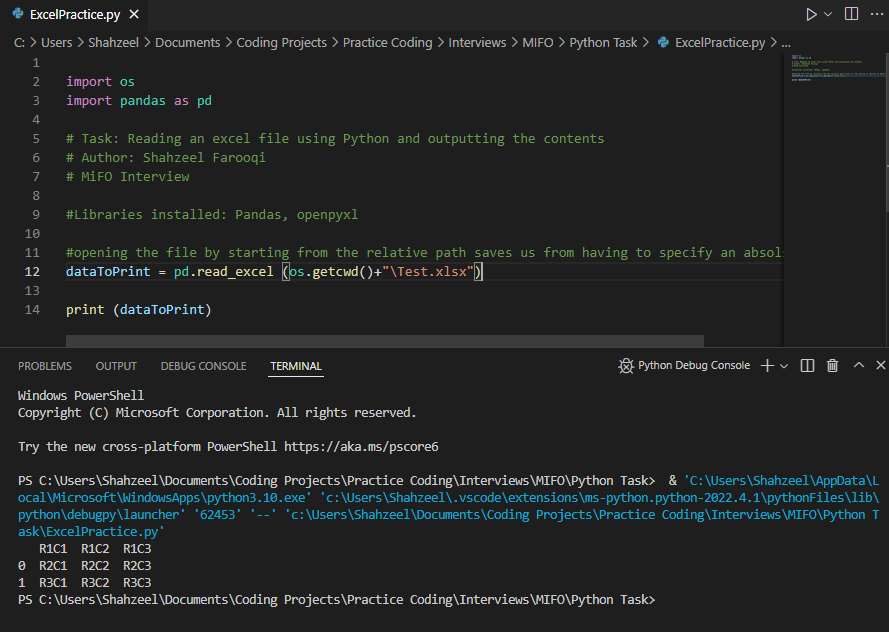 ExcelPractice.py
C: > Users > Shahzeel > Documents > Coding Projects > Practice Coding > Interviews > MIFO > Python Task > ExcelPractice.py > ...
1
2 import os
3 import pandas as pd
4
5 # Task: Reading an excel file using Python and outputting the contents
6 # Author: Shahzeel Farooqi
7 # MiFO Interview
8
9 #Libraries installed: Pandas, openpyxl
10
11 #opening the file by starting from the relative path saves us from having to specify an absol
12 dataToPrint = pd.read_excel (os.getcwd()+"\Test.xlsx")
13
14 print (dataToPrint)
PROBLEMS OUTPUT DEBUG CONSOLE TERMINAL Python Debug Console
Windows PowerShell
Copyright (C) Microsoft Corporation. All rights reserved.
Try the new cross-platform PowerShell https://aka.ms/pscore6
PS C:\Users\Shahzeel\Documents\Coding Projects\Practice Coding\Interviews\MIFO\Python Task>  & 'C:\Users\Shahzeel\AppData\L
ocal\Microsoft\WindowsApps\python3.10.exe' 'c:\Users\Shahzeel\.vscode\extensions\ms-python.python-2022.4.1\pythonFiles\lib\
python\debugpy\launcher' '62453' '--' 'c:\Users\Shahzeel\Documents\Coding Projects\Practice Coding\Interviews\MIFO\Python T
ask\ExcelPractice.py'
   R1C1  R1C2  R1C3
0  R2C1  R2C2  R2C3
1  R3C1  R3C2  R3C3
PS C:\Users\Shahzeel\Documents\Coding Projects\Practice Coding\Interviews\MIFO\Python Task>